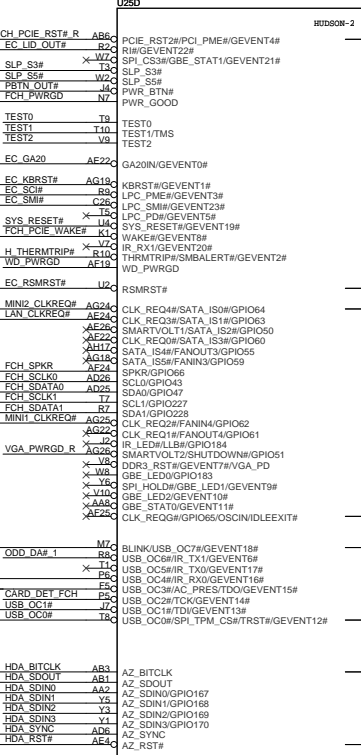 U25D
HUDSON-2
CH_PCIE_RST#_R AB6 PCIE_RST2#/PCI_PME#/GEVENT4#
EC_LID_OUT# R2 RI#/GEVENT22#
W7 SPI_CS3#/GBE_STAT1/GEVENT21#
SLP_S3# T3 SLP_S3#
SLP_S5# W2 SLP_S5#
PBTN_OUT# J4 PWR_BTN#
FCH_PWRGD N7 PWR_GOOD
TEST0 T9 TEST0
TEST1 T10 TEST1/TMS
TEST2 V9 TEST2
EC_GA20 AE22 GA20IN/GEVENT0#
EC_KBRST# AG19 KBRST#/GEVENT1#
EC_SCI# R9 LPC_PME#/GEVENT3#
EC_SMI# C26 LPC_SMI#/GEVENT23#
T5 LPC_PD#/GEVENT5#
SYS_RESET# U4 SYS_RESET#/GEVENT19#
FCH_PCIE_WAKE# K1 WAKE#/GEVENT8#
V7 IR_RX1/GEVENT20#
H_THERMTRIP# R10 THRMTRIP#/SMBALERT#/GEVENT2#
WD_PWRGD AF19 WD_PWRGD
EC_RSMRST# U2 RSMRST#
MINI2_CLKREQ# AG24 CLK_REQ4#/SATA_IS0#/GPIO64
LAN_CLKREQ# AE24 CLK_REQ3#/SATA_IS1#/GPIO63
AE26 SMARTVOLT1/SATA_IS2#/GPIO50
AF22 CLK_REQ0#/SATA_IS3#/GPIO60
AH17 SATA_IS4#/FANOUT3/GPIO55
AG18 SATA_IS5#/FANIN3/GPIO59
FCH_SPKR AF24 SPKR/GPIO66
FCH_SCLK0 AD26 SCL0/GPIO43
FCH_SDATA0 AD25 SDA0/GPIO47
FCH_SCLK1 T7 SCL1/GPIO227
FCH_SDATA1 R7 SDA1/GPIO228
MINI1_CLKREQ# AG25 CLK_REQ2#/FANIN4/GPIO62
AG22 CLK_REQ1#/FANOUT4/GPIO61
J2 IR_LED#/LLB#/GPIO184
VGA_PWRGD_R AG26 SMARTVOLT2/SHUTDOWN#/GPIO51
V8 DDR3_RST#/GEVENT7#/VGA_PD
W8 GBE_LED0/GPIO183
Y6 SPI_HOLD#/GBE_LED1/GEVENT9#
V10 GBE_LED2/GEVENT10#
AA8 GBE_STAT0/GEVENT11#
AF25 CLK_REQG#/GPIO65/OSCIN/IDLEEXIT#
M7 BLINK/USB_OC7#/GEVENT18#
ODD_DA#_1 R8 USB_OC6#/IR_TX1/GEVENT6#
T1 USB_OC5#/IR_TX0/GEVENT17#
P6 USB_OC4#/IR_RX0/GEVENT16#
F5 USB_OC3#/AC_PRES/TDO/GEVENT15#
CARD_DET_FCH P5 USB_OC2#/TCK/GEVENT14#
USB_OC1# J7 USB_OC1#/TDI/GEVENT13#
USB_OC0# T8 USB_OC0#/SPI_TPM_CS#/TRST#/GEVENT12#
HDA_BITCLK AB3 AZ_BITCLK
HDA_SDOUT AB1 AZ_SDOUT
HDA_SDIN0 AA2 AZ_SDIN0/GPIO167
HDA_SDIN1 Y5 AZ_SDIN1/GPIO168
HDA_SDIN2 Y3 AZ_SDIN2/GPIO169
HDA_SDIN3 Y1 AZ_SDIN3/GPIO170
HDA_SYNC AD6 AZ_SYNC
HDA_RST# AE4 AZ_RST#